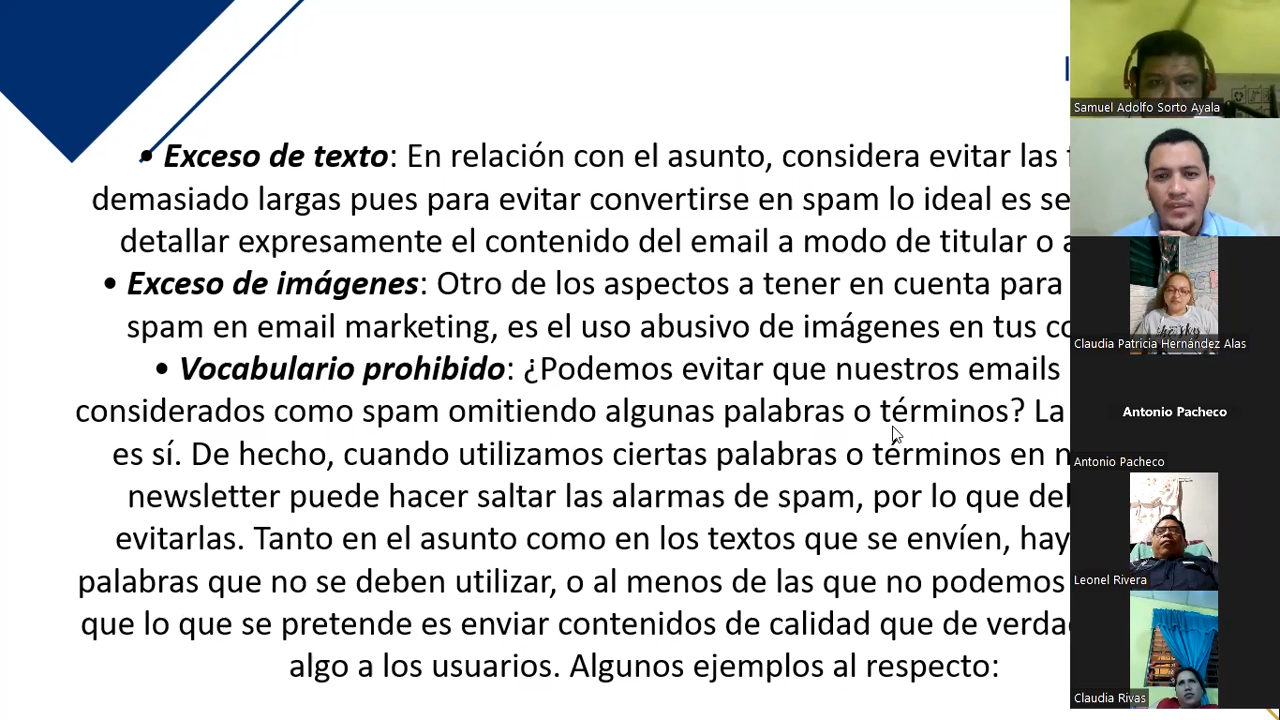 • Exceso de texto: En relación con el asunto, considera evitar las
demasiado largas pues para evitar convertirse en spam lo ideal es
detallar expresamente el contenido del email a modo de titular o
• Exceso de imágenes: Otro de los aspectos a tener en cuenta para
spam en email marketing, es el uso abusivo de imágenes en tus
• Vocabulario prohibido: ¿Podemos evitar que nuestros emails
considerados como spam omitiendo algunas palabras o términos? La
es sí. De hecho, cuando utilizamos ciertas palabras o términos en
newsletter puede hacer saltar las alarmas de spam, por lo que
evitarlas. Tanto en el asunto como en los textos que se envíen, hay
palabras que no se deben utilizar, o al menos de las que no podemos
que lo que se pretende es enviar contenidos de calidad que de
algo a los usuarios. Algunos ejemplos al respecto:
Samuel Adolfo Sorto Ayala
Claudia Patricia Hernández Alas
Antonio Pacheco
Antonio Pacheco
Leonel Rivera
Claudia Rivas